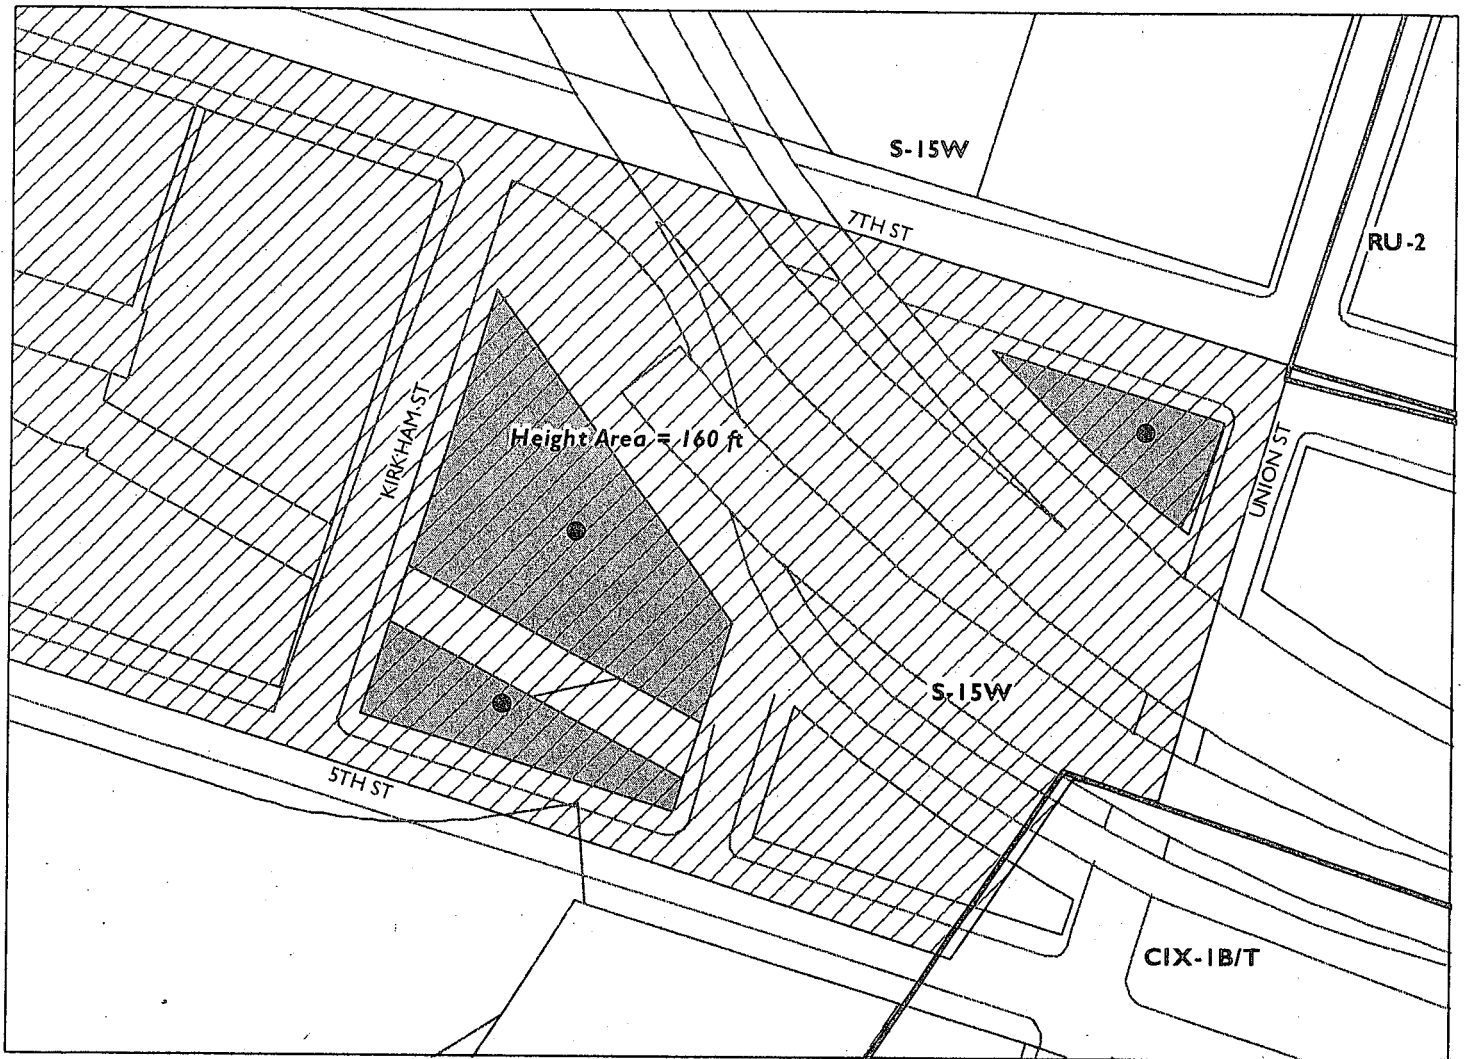 S-15W
7TH ST
RU-2
KIRKHAM ST
Height Area = 160 ft
UNION ST
S-15W
5TH ST
CIX-1B/T